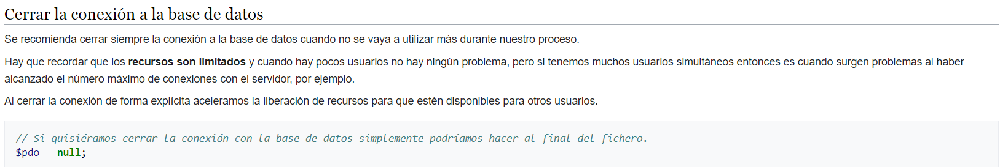 Cerrar la conexión a la base de datos
Se recomienda cerrar siempre la conexión a la base de datos cuando no se vaya a utilizar más durante nuestro proceso.
Hay que recordar que los recursos son limitados y cuando hay pocos usuarios no hay ningún problema, pero si tenemos muchos usuarios simultáneos entonces es cuando surgen problemas al haber
alcanzado el número máximo de conexiones con el servidor, por ejemplo.
Al cerrar la conexión de forma explícita aceleramos la liberación de recursos para que estén disponibles para otros usuarios.
// Si quisiéramos cerrar la conexión con la base de datos simplemente podríamos hacer al final del fichero.
$pdo = null;